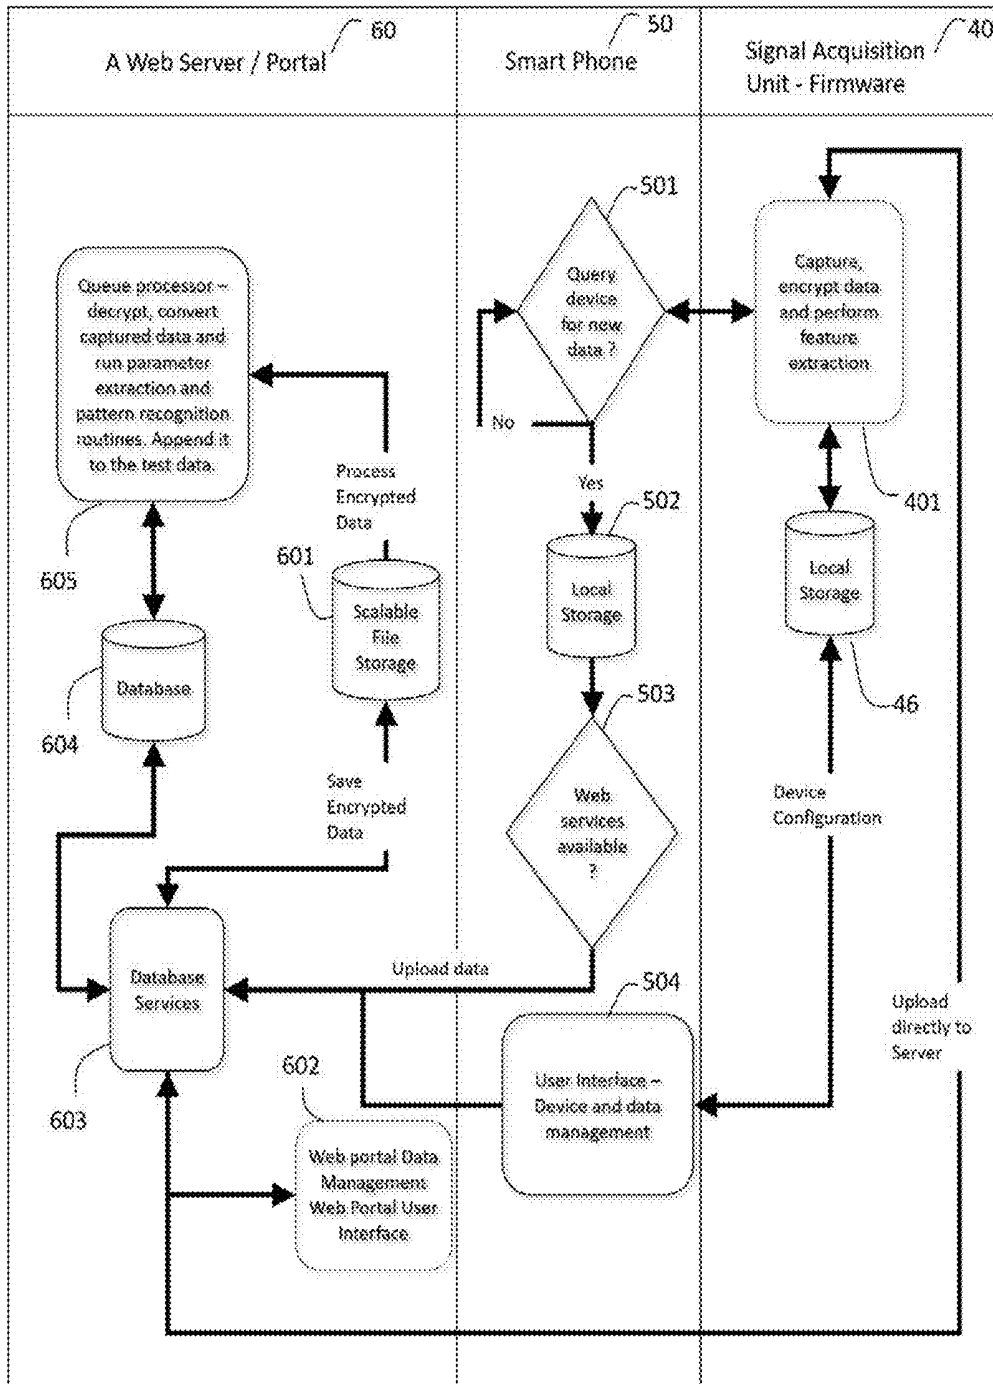 A Web Server / Portal
60
Smart Phone
50
Signal Acquisition
Unit - Firmware
40
501
Query
device
for new
data ?
No
Yes
Capture,
encrypt data
and perform
feature
extraction
401
Queue processor –
decrypt, convert
captured data and
run parameter
extraction and
pattern recognition
routines. Append it
to the test data.
605
Process
Encrypted
Data
601
Scalable
File
Storage
502
Local
Storage
Local
Storage
46
Database
604
Save
Encrypted
Data
503
Web
services
available
?
Device
Configuration
Database
Services
603
Upload data
504
User Interface –
Device and data
management
Upload
directly to
Server
602
Web portal Data
Management
Web Portal User
Interface